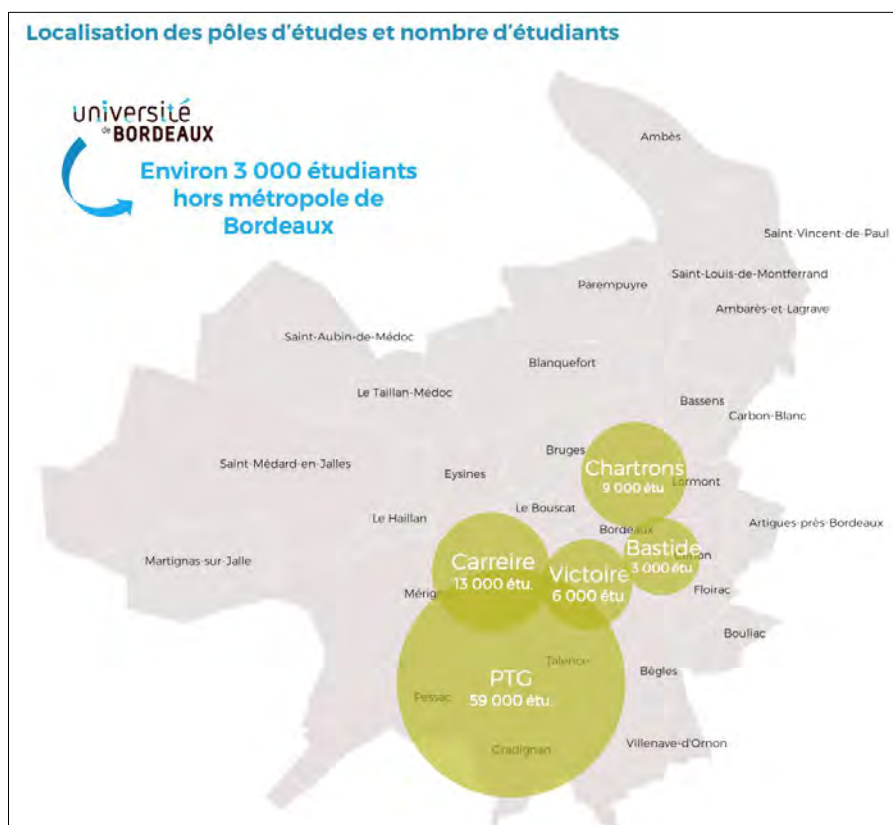 Localisation des pôles d'études et nombre d'étudiants
université
de BORDEAUX
Environ 3 000 étudiants
hors métropole de
Bordeaux
Ambès
Saint-Vincent-de-Paul
Saint-Louis-de-Montferrand
Parempuyre
Ambarès-et-Lagrave
Saint-Aubin-de-Médoc
Blanquefort
Le Taillan-Médoc
Bassens
Carbon-Blanc
Bruges
Saint-Médard-en-Jalles
Eysines
Chartrons
9 000 étu
Lormont
Le Bouscat
Le Haillan
Artigues-près-Bordeaux
Bordeaux
Martignas-sur-Jalle
Carreire
13 000 étu.
Victoire
6 000 étu.
Bastide
3 000 étu.
Mérign
Floirac
Bouliac
Talence
Bègles
PTG
59 000 étu.
Pessac
Villenave-d'Ornon
Gradignan